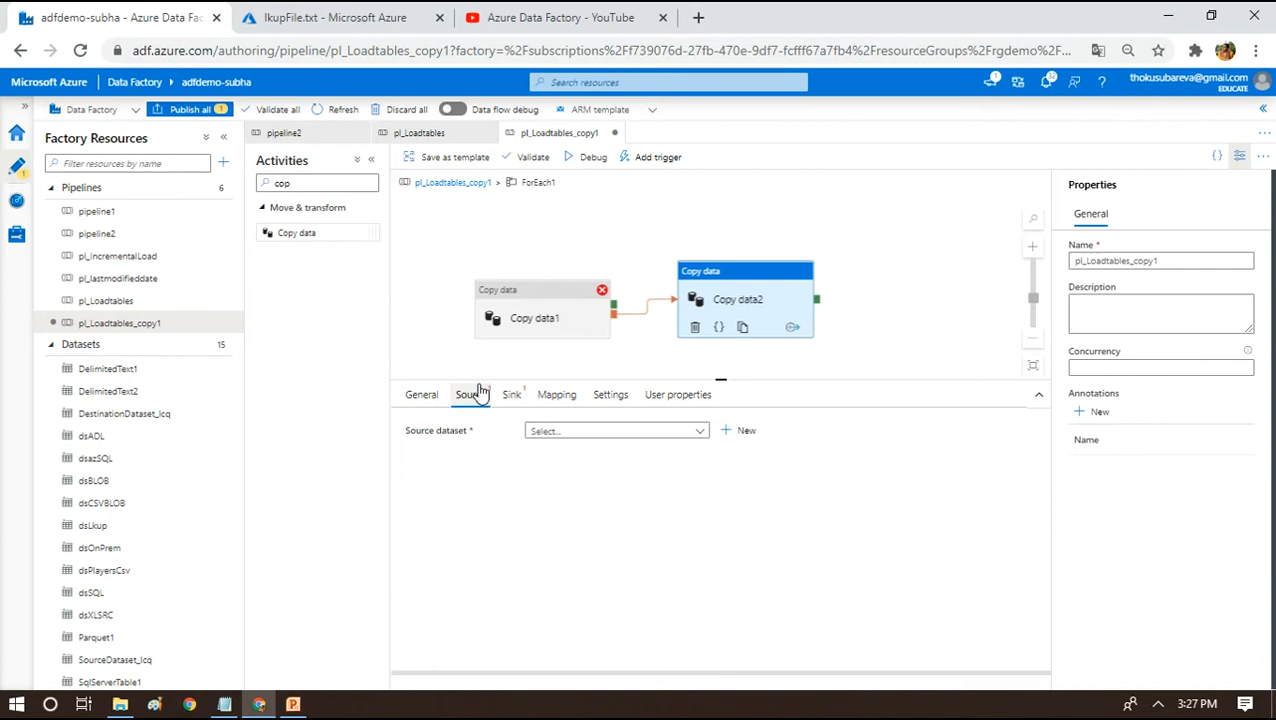 adfdemo-subha - Azure Data Fac
lkupFile.txt - Microsoft Azure
Azure Data Factory - YouTube
adf.azure.com/authoring/pipeline/pl_Loadtables_copy1?factory=%2Fsubscriptions%2Ff739076d-27fb-470e-9df7-fcfff67a7fb4%2FresourceGroups%2Frgdemo%2F...
Microsoft Azure
Data Factory
adfdemo-subha
Search resources
thokusubareva@gmail.com
EDUCATE
Data Factory
Publish all 1
Validate all
Refresh
Discard all
Data flow debug
ARM template
Factory Resources
Filter resources by name
Pipelines 6
pipeline1
pipeline2
pl_IncrementalLoad
pl_lastmodifieddate
pl_Loadtables
pl_Loadtables_copy1
Datasets 15
DelimitedText1
DelimitedText2
DestinationDataset_lcq
dsADL
dsazSQL
dsBLOB
dsCSVBLOB
dsLkup
dsOnPrem
dsPlayersCsv
dsSQL
dsXLSRC
Parquet1
SourceDataset_lcq
SqlServerTable1
pipeline2
pl_Loadtables
pl_Loadtables_copy1
Activities
cop
Move & transform
Copy data
Save as template
Validate
Debug
Add trigger
pl_Loadtables_copy1 > ForEach1
Copy data
Copy data1
Copy data
Copy data2
General
Sink 1
Mapping
Settings
User properties
Source dataset *
Select...
New
Properties
General
Name *
pl_Loadtables_copy1
Description
Concurrency
Annotations
New
Name
3:27 PM